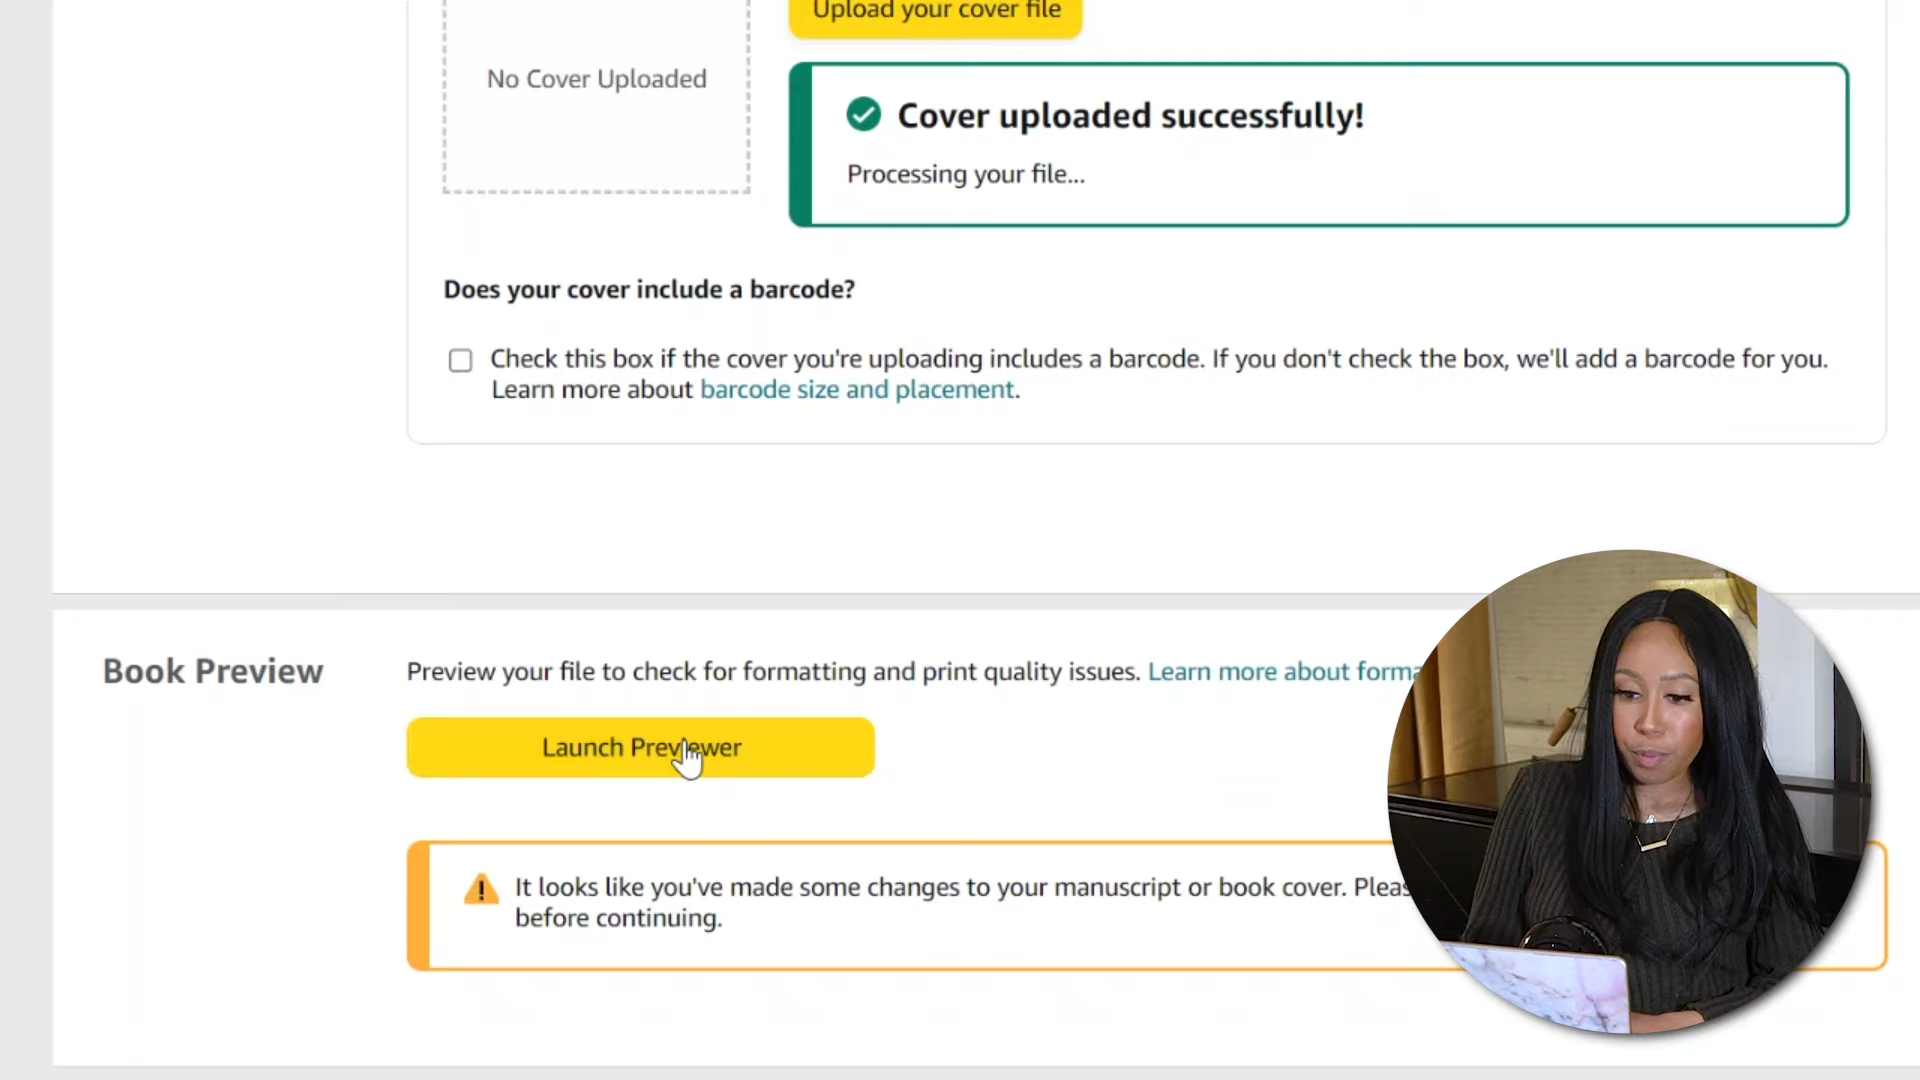 Upload your cover file
No Cover Uploaded
Cover uploaded successfully!
Processing your file...
Does your cover include a barcode?
Check this box if the cover you're uploading includes a barcode. If you don't check the box, we'll add a barcode for you.
Learn more about barcode size and placement.
Book Preview
Preview your file to check for formatting and print quality issues. Learn more about forma
Launch Previewer
It looks like you've made some changes to your manuscript or book cover. Pleas
before continuing.